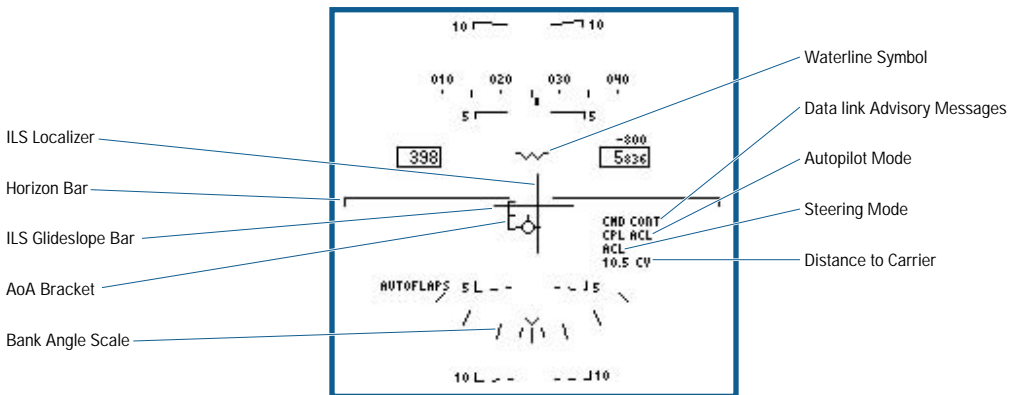 10 10
010 020 030 040
5 5
Waterline Symbol
Data link Advisory Messages
ILS Localizer
398
-800
5836
Autopilot Mode
Horizon Bar
Steering Mode
CMD CONT
CPL ACL
ACL
10.5 CV
ILS Glideslope Bar
Distance to Carrier
AoA Bracket
AUTOFLAPS 5 5
Bank Angle Scale
10 10